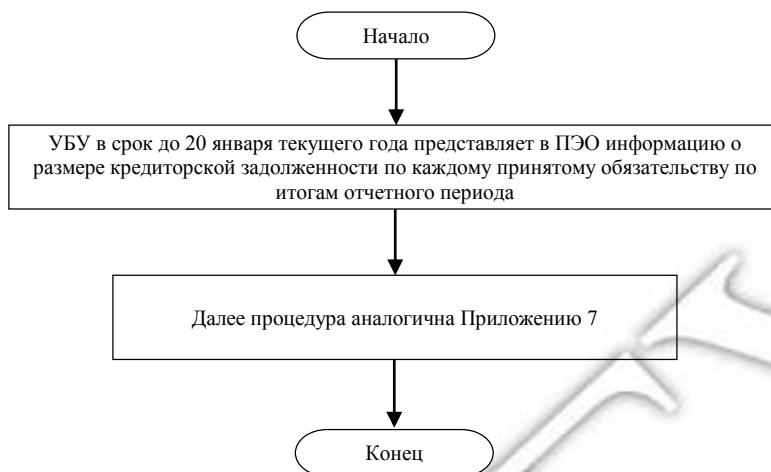 Начало
УБУ в срок до 20 января текущего года представляет в ПЭО информацию о
размере кредиторской задолженности по каждому принятому обязательству по
итогам отчетного периода
Далее процедура аналогична Приложению 7
Конец